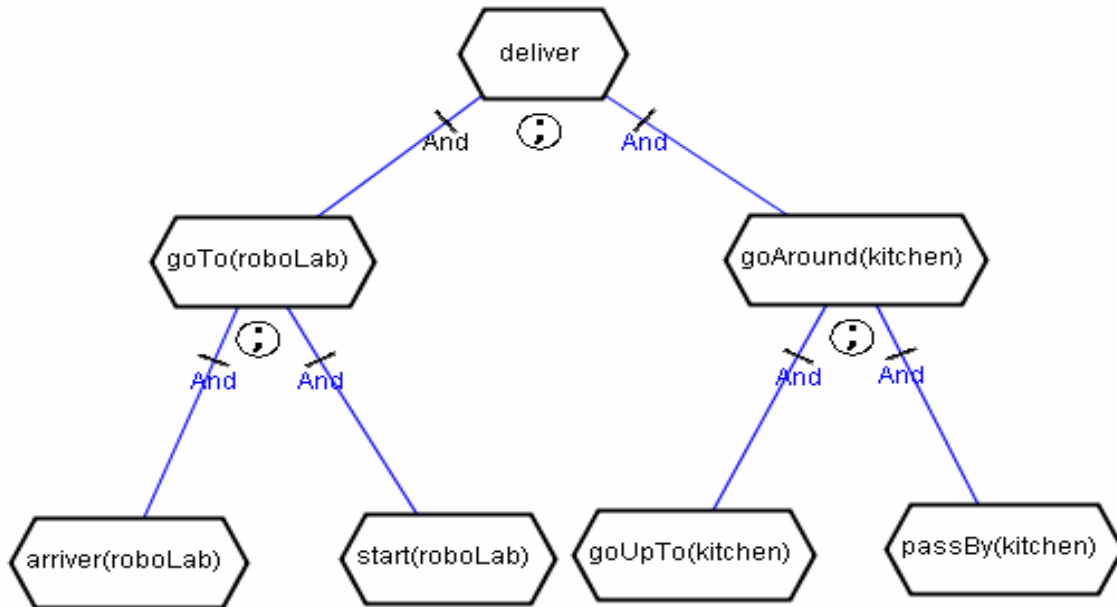 deliver
;
And
And
goTo(roboLab)
goAround(kitchen)
;
;
And
And
And
And
arriver(roboLab)
start(roboLab)
goUpTo(kitchen)
passBy(kitchen)